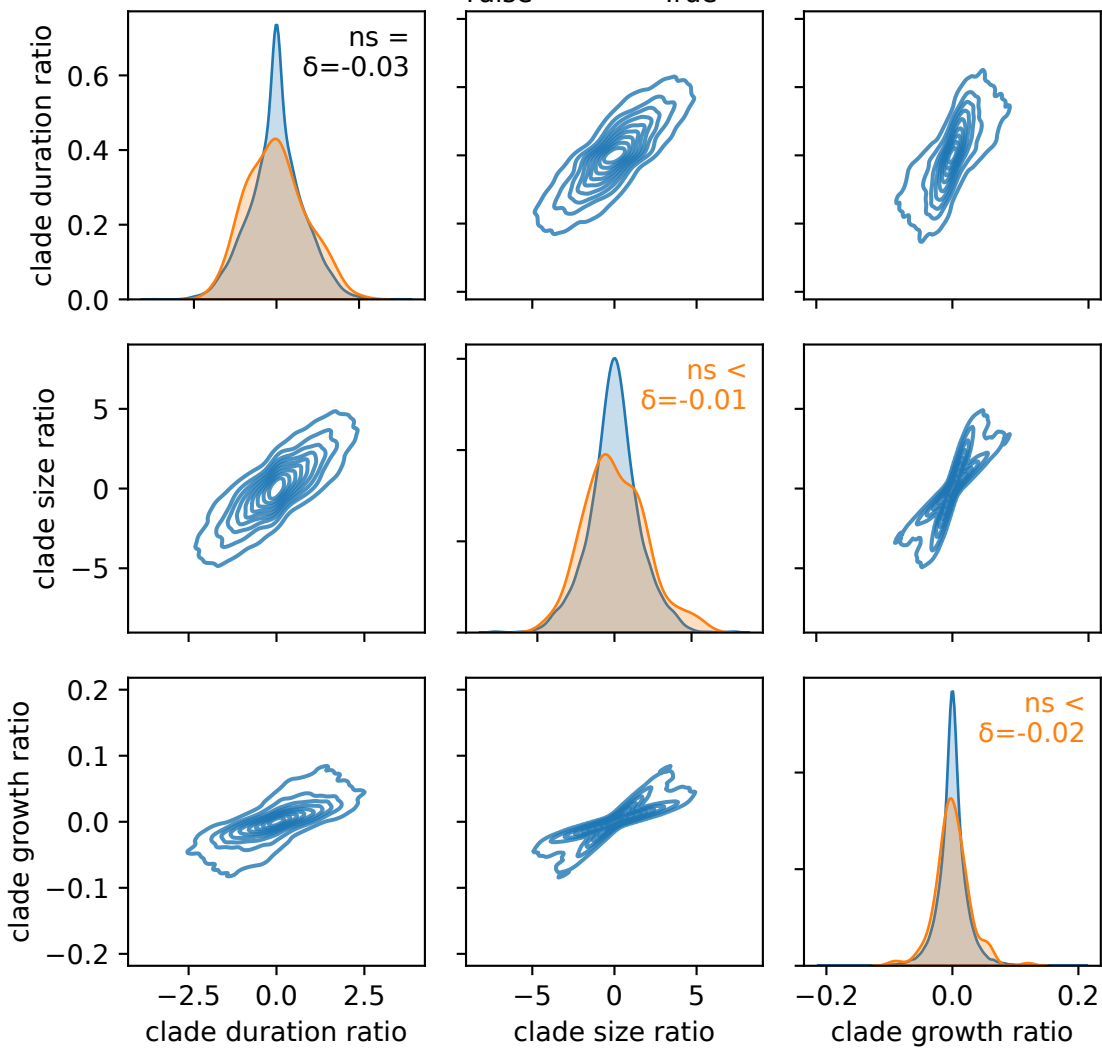 clade duration ratio
0.6
0.4
0.2
0.0
ns =
δ=-0.03
clade size ratio
5
0
−5
ns <
δ=-0.01
clade growth ratio
0.2
0.1
0.0
−0.1
−0.2
ns <
δ=-0.02
−2.5
0.0
2.5
−5
0
5
−0.2
0.0
0.2
clade duration ratio
clade size ratio
clade growth ratio